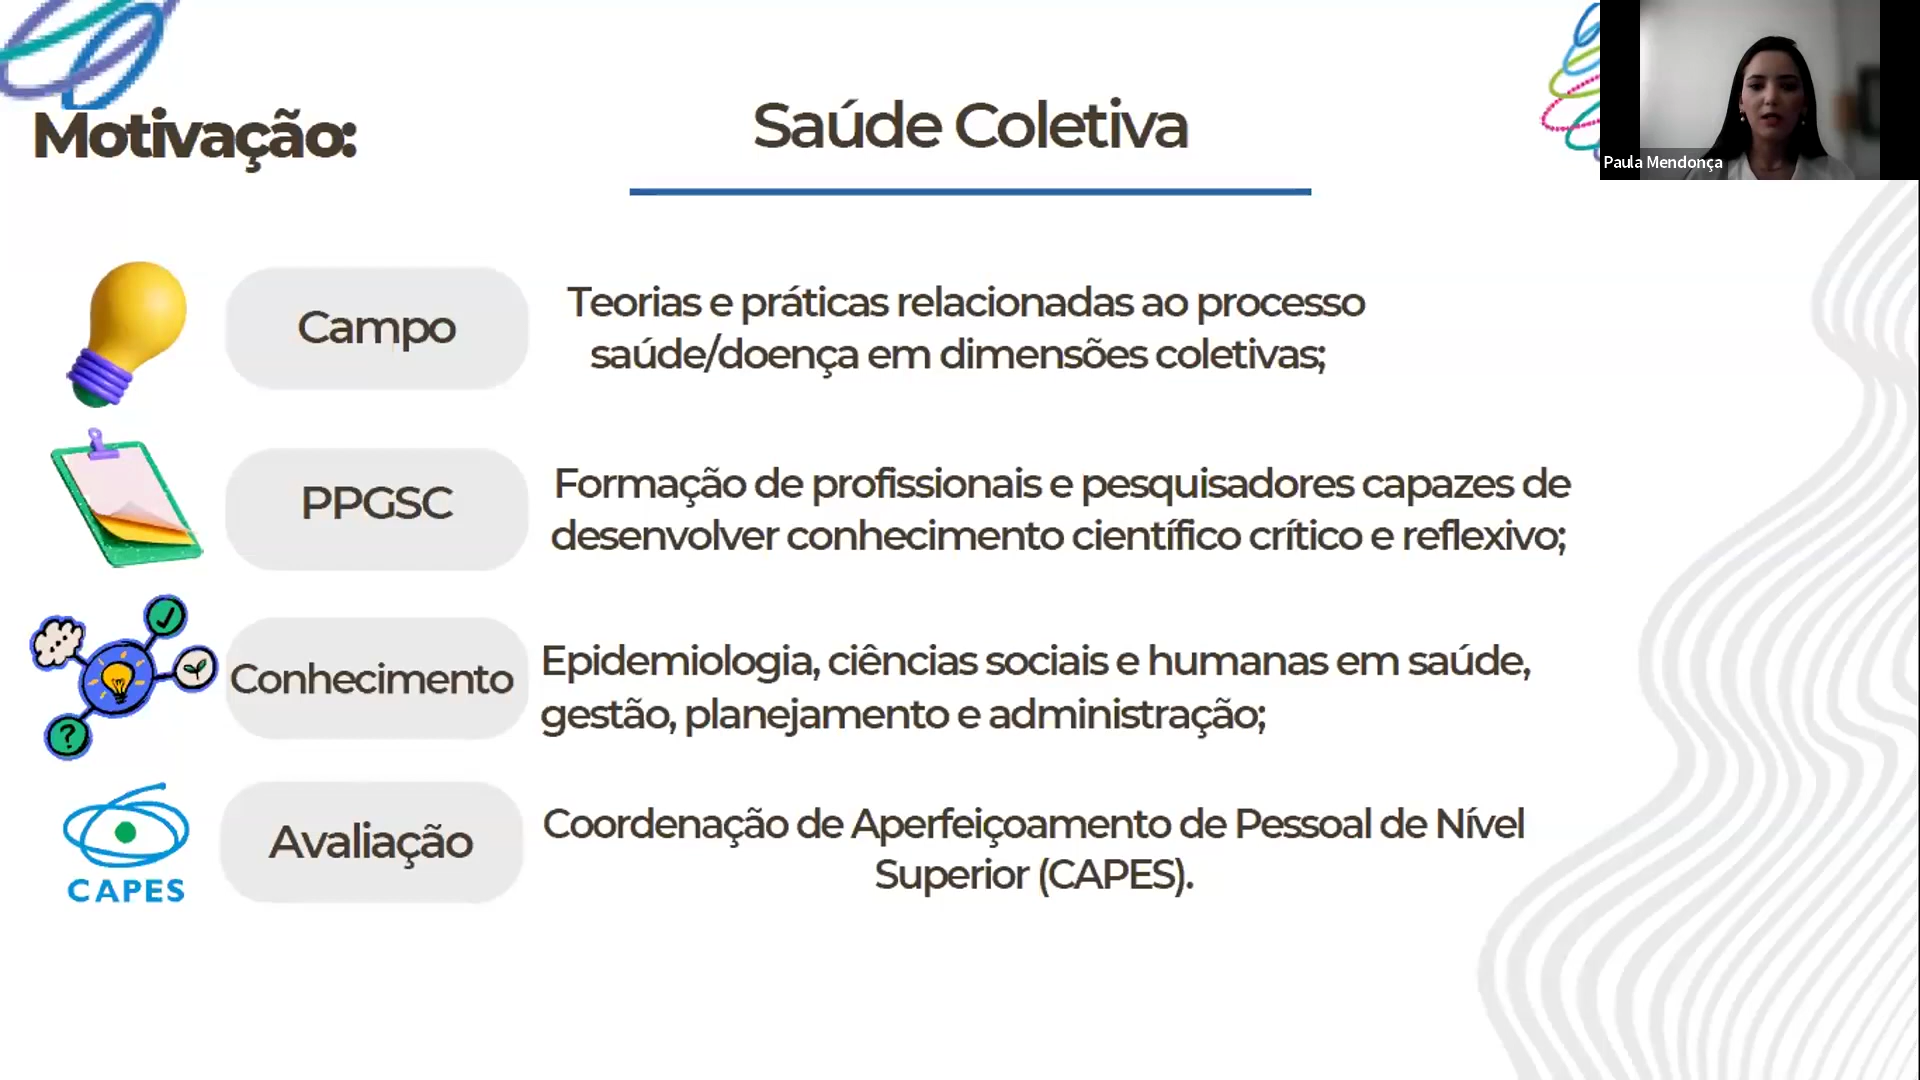 Motivação:
Saúde Coletiva
Paula Mendonça
Campo
Teorias e práticas relacionadas ao processo
saúde/doença em dimensões coletivas;
PPGSC
Formação de profissionais e pesquisadores capazes de
desenvolver conhecimento científico crítico e reflexivo;
Conhecimento
Epidemiologia, ciências sociais e humanas em saúde,
gestão, planejamento e administração;
CAPES
Avaliação
Coordenação de Aperfeiçoamento de Pessoal de Nível
Superior (CAPES).